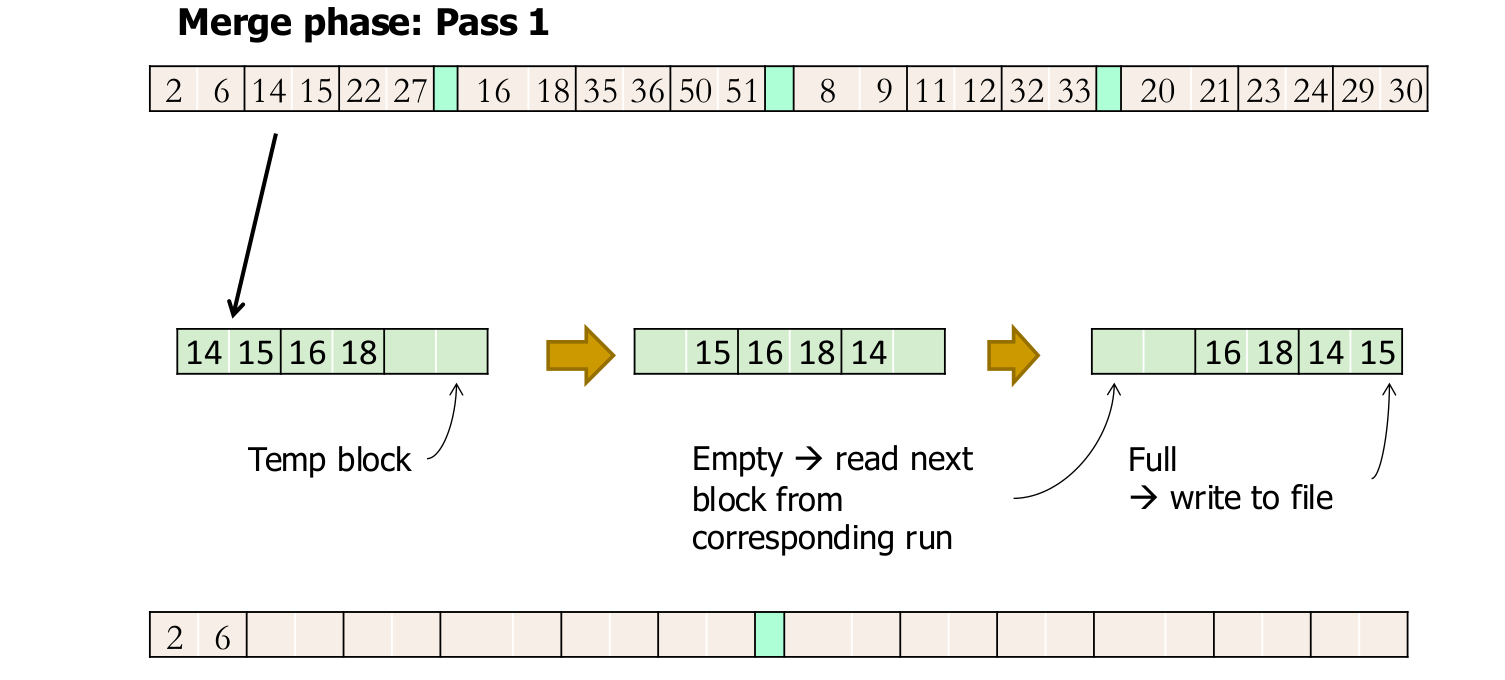 Merge phase: Pass 1
2 6 14 15 22 27 16 18 35 36 50 51 8 9 11 12 32 33 20 21 23 24 29 30
14 15 16 18 15 16 18 14 16 18 14 15
Temp block
Empty → read next
block from
corresponding run
Full
→ write to file
2 6